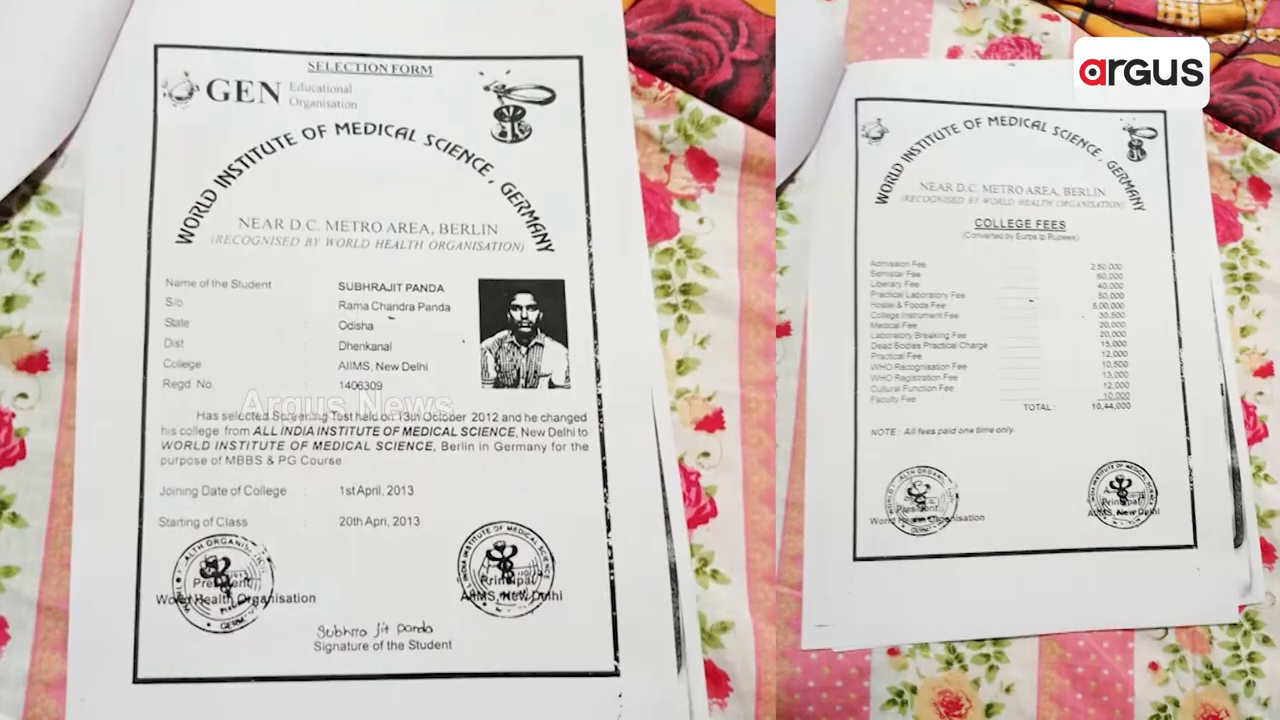 SELECTION FORM
GEN Educational
Organisation
WORLD INSTITUTE OF MEDICAL SCIENCE, GERMANY
NEAR D.C. METRO AREA, BERLIN
(RECOGNISED BY WORLD HEALTH ORGANISATION)
Name of the Student : SUBHRAJIT PANDA
S/o : Rama Chandra Panda
State : Odisha
Dist : Dhenkanal
College : AIIMS, New Delhi
Regd. No : 1406309
Argus News
Has selected Screening Test held on 13th October 2012 and he changed
his college from ALL INDIA INSTITUTE OF MEDICAL SCIENCE, New Delhi to
WORLD INSTITUTE OF MEDICAL SCIENCE, Berlin in Germany for the
purpose of MBBS & PG Course
Joining Date of College : 1st April, 2013
Starting of Class : 20th Apri, 2013
President
World Health Organisation
Principal
AIIMS, New Delhi
Subhra jit Panda
Signature of the Student
argus
WORLD INSTITUTE OF MEDICAL SCIENCE, GERMANY
NEAR D.C. METRO AREA, BERLIN
(RECOGNISED BY WORLD HEALTH ORGANISATION)
COLLEGE FEES
(Converted by Eurps Ip Rupees)
Admission Fee 2,50,000
Semistar Fee 60,000
Liberary Fee 40,000
Practical Laboratory Fee 50,000
Hostal & Foods Fee 5,00,000
College Instrument Fee 30,500
Medical Fee 20,000
Laboratory Breaking Fee 20,000
Dead Bodies Practical Charge 15,000
Practical Fee 12,000
WHO Recognisation Fee 10,500
WHO Registration Fee 13,000
Cultural Function Fee 12,000
Faculty Fee 10,000
TOTAL : 10,44,000
NOTE : All fees paid one time only.
President
World Health Organisation
Principal
AIIMS, New Delhi